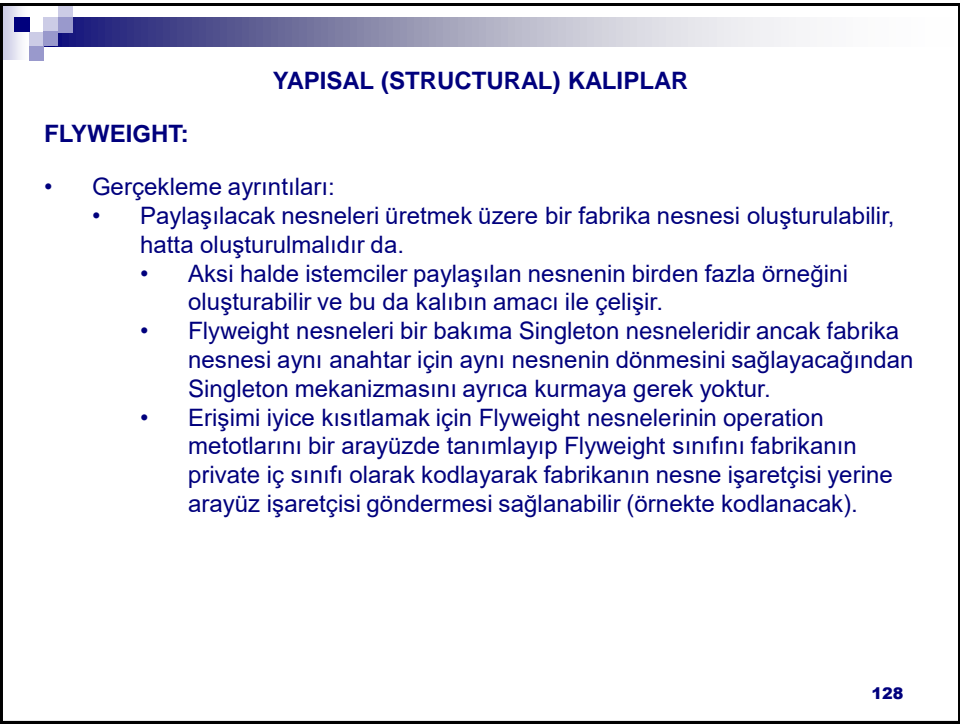 YAPISAL (STRUCTURAL) KALIPLAR
FLYWEIGHT:
• Gerçekleme ayrıntıları:
• Paylaşılacak nesneleri üretmek üzere bir fabrika nesnesi oluşturulabilir,
hatta oluşturulmalıdır da.
• Aksi halde istemciler paylaşılan nesnenin birden fazla örneğini
oluşturabilir ve bu da kalıbın amacı ile çelişir.
• Flyweight nesneleri bir bakıma Singleton nesneleridir ancak fabrika
nesnesi aynı anahtar için aynı nesnenin dönmesini sağlayacağından
Singleton mekanizmasını ayrıca kurmaya gerek yoktur.
• Erişimi iyice kısıtlamak için Flyweight nesnelerinin operation
metotlarını bir arayüzde tanımlayıp Flyweight sınıfını fabrikanın
private iç sınıfı olarak kodlayarak fabrikanın nesne işaretçisi yerine
arayüz işaretçisi göndermesi sağlanabilir (örnekte kodlanacak).
128